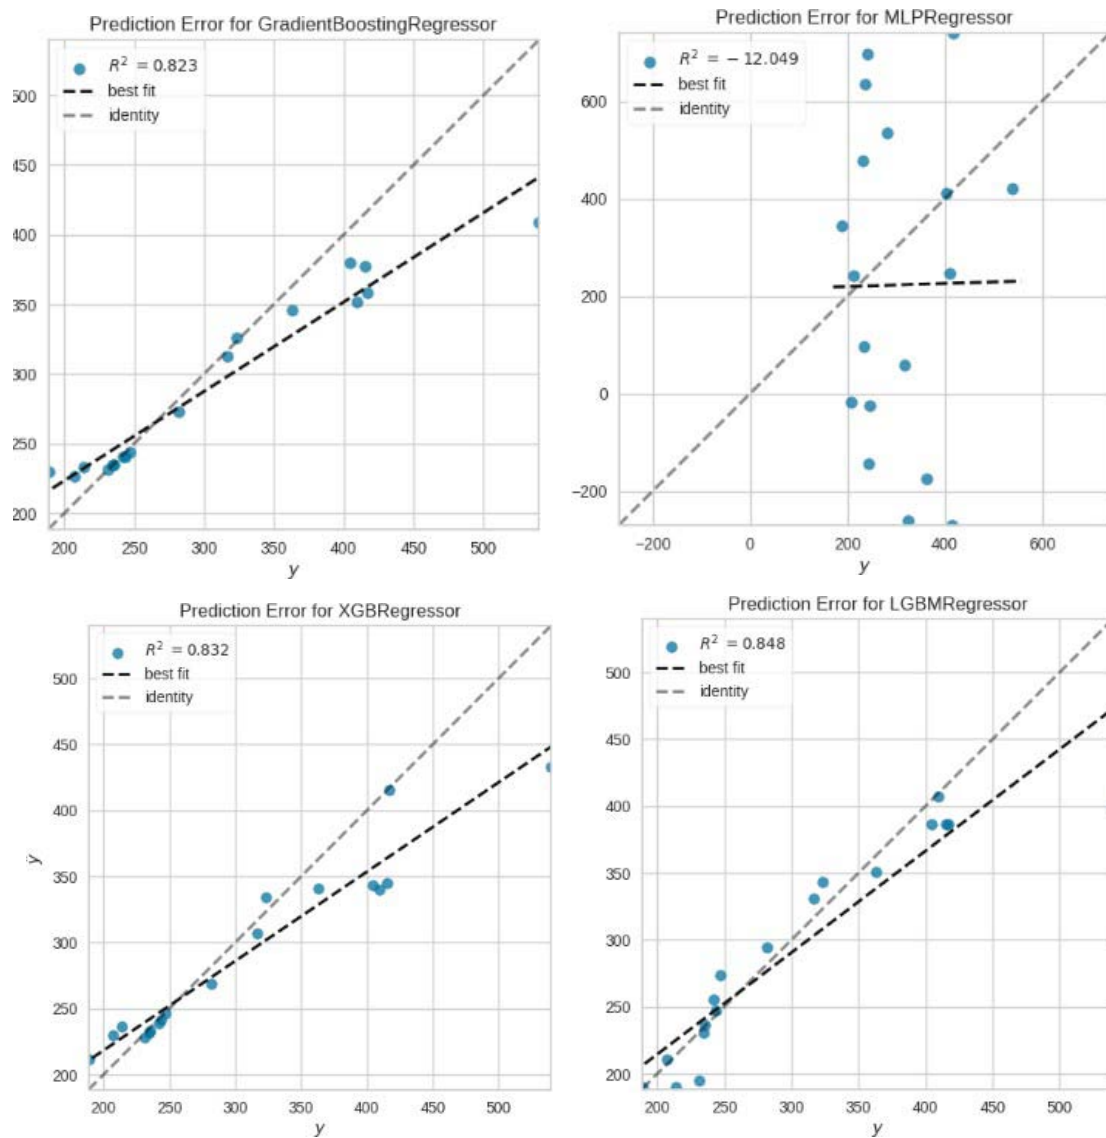 Prediction Error for GradientBoostingRegressor
R² = 0.823
best fit
identity
500
450
400
350
300
250
200
200 250 300 350 400 450 500
y
Prediction Error for MLPRegressor
R² = −12.049
best fit
identity
600
400
200
0
−200
−200 0 200 400 600
y
Prediction Error for XGBRegressor
R² = 0.832
best fit
identity
500
450
400
350
ŷ
300
250
200
200 250 300 350 400 450 500
y
Prediction Error for LGBMRegressor
R² = 0.848
best fit
identity
500
450
400
350
300
250
200
200 250 300 350 400 450 500
y